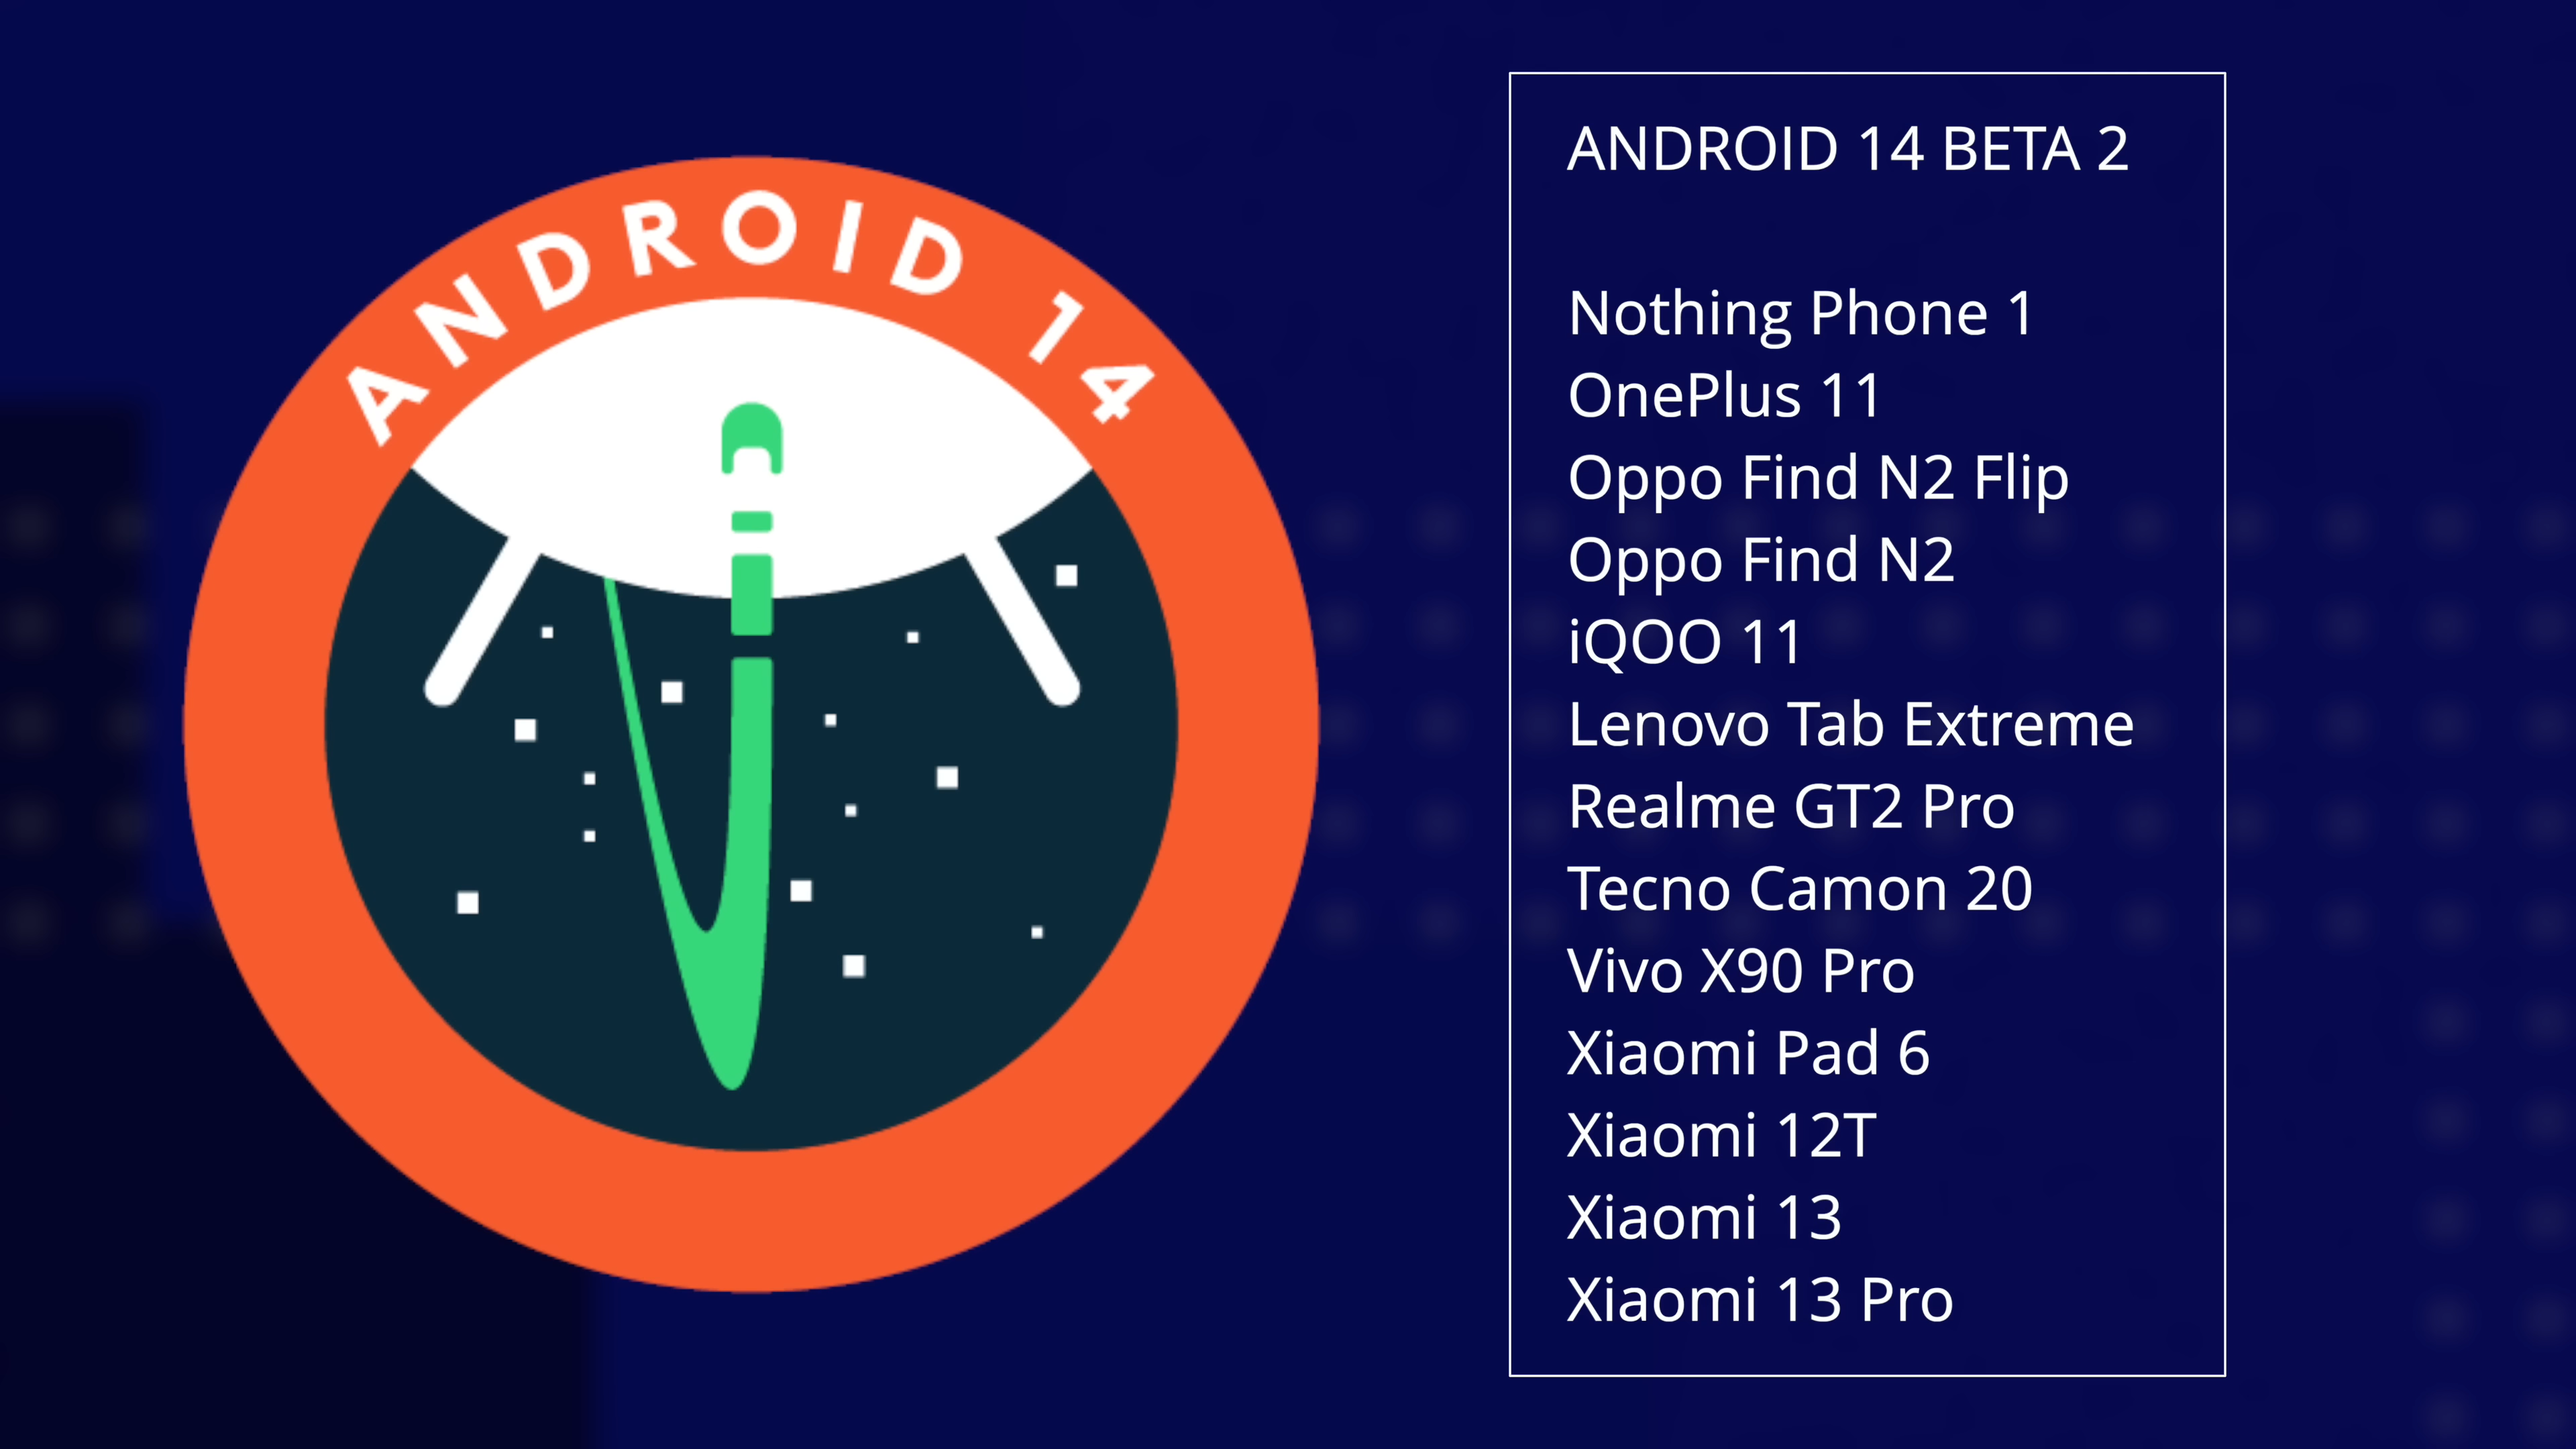 ANDROID 14
ANDROID 14 BETA 2
Nothing Phone 1
OnePlus 11
Oppo Find N2 Flip
Oppo Find N2
iQOO 11
Lenovo Tab Extreme
Realme GT2 Pro
Tecno Camon 20
Vivo X90 Pro
Xiaomi Pad 6
Xiaomi 12T
Xiaomi 13
Xiaomi 13 Pro